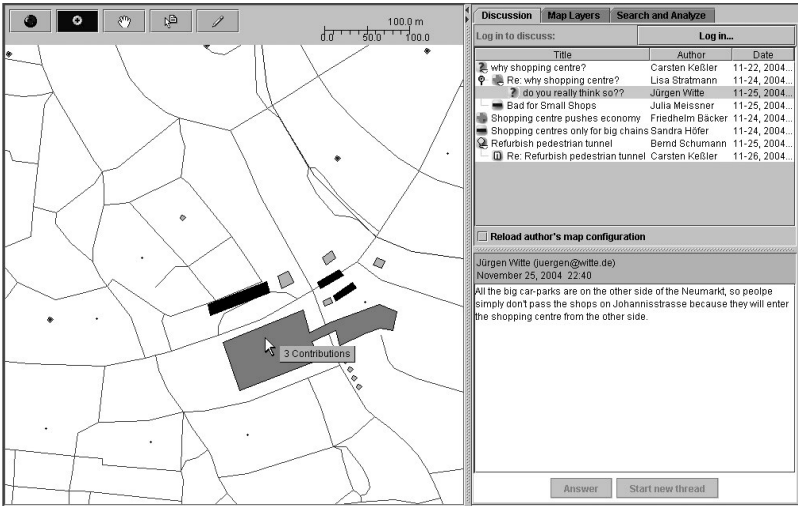 100.0 m
0.0 50.0 100.0
3 Contributions
Discussion Map Layers Search and Analyze
Log in to discuss: Log in...
Title Author Date
why shopping centre? Carsten Keßler 11-22, 2004...
Re: why shopping centre? Lisa Stratmann 11-24, 2004...
do you really think so?? Jürgen Witte 11-25, 2004...
Bad for Small Shops Julia Meissner 11-25, 2004...
Shopping centre pushes economy Friedhelm Bäcker 11-24, 2004...
Shopping centres only for big chains Sandra Höfer 11-24, 2004...
Refurbish pedestrian tunnel Bernd Schumann 11-25, 2004...
Re: Refurbish pedestrian tunnel Carsten Keßler 11-26, 2004...
Reload author's map configuration
Jürgen Witte (juergen@witte.de)
November 25, 2004 22:40
All the big car-parks are on the other side of the Neumarkt, so peolpe
simply don't pass the shops on Johannisstrasse because they will enter
the shopping centre from the other side.
Answer Start new thread